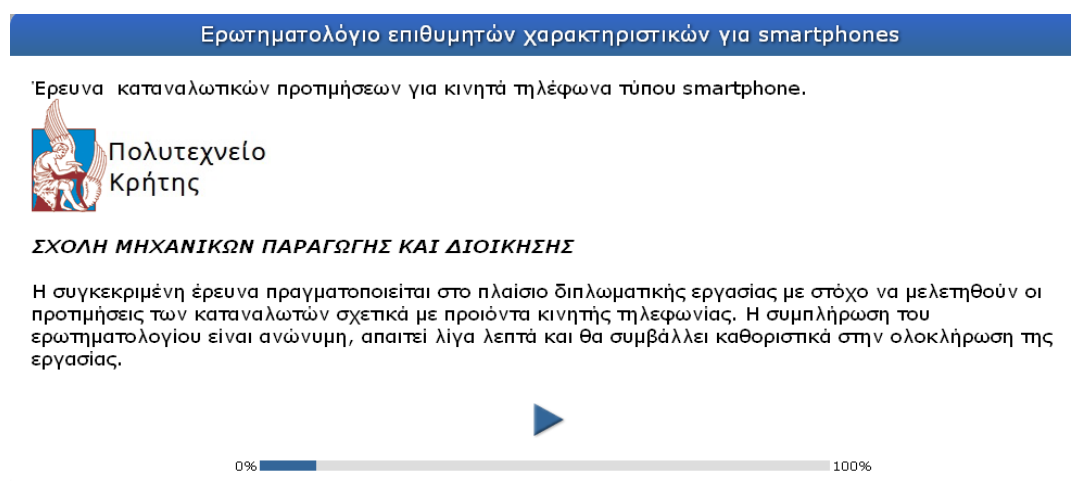 Ερωτηματολόγιο επιθυμητών χαρακτηριστικών για smartphones
Έρευνα καταναλωτικών προτιμήσεων για κινητά τηλέφωνα τύπου smartphone.
Πολυτεχνείο
Κρήτης
ΣΧΟΛΗ ΜΗΧΑΝΙΚΩΝ ΠΑΡΑΓΩΓΗΣ ΚΑΙ ΔΙΟΙΚΗΣΗΣ
Η συγκεκριμένη έρευνα πραγματοποιείται στο πλαίσιο διπλωματικής εργασίας με στόχο να μελετηθούν οι
προτιμήσεις των καταναλωτών σχετικά με προιόντα κινητής τηλεφωνίας. Η συμπλήρωση του
ερωτηματολογίου είναι ανώνυμη, απαιτεί λίγα λεπτά και θα συμβάλλει καθοριστικά στην ολοκλήρωση της
εργασίας.
0% 100%